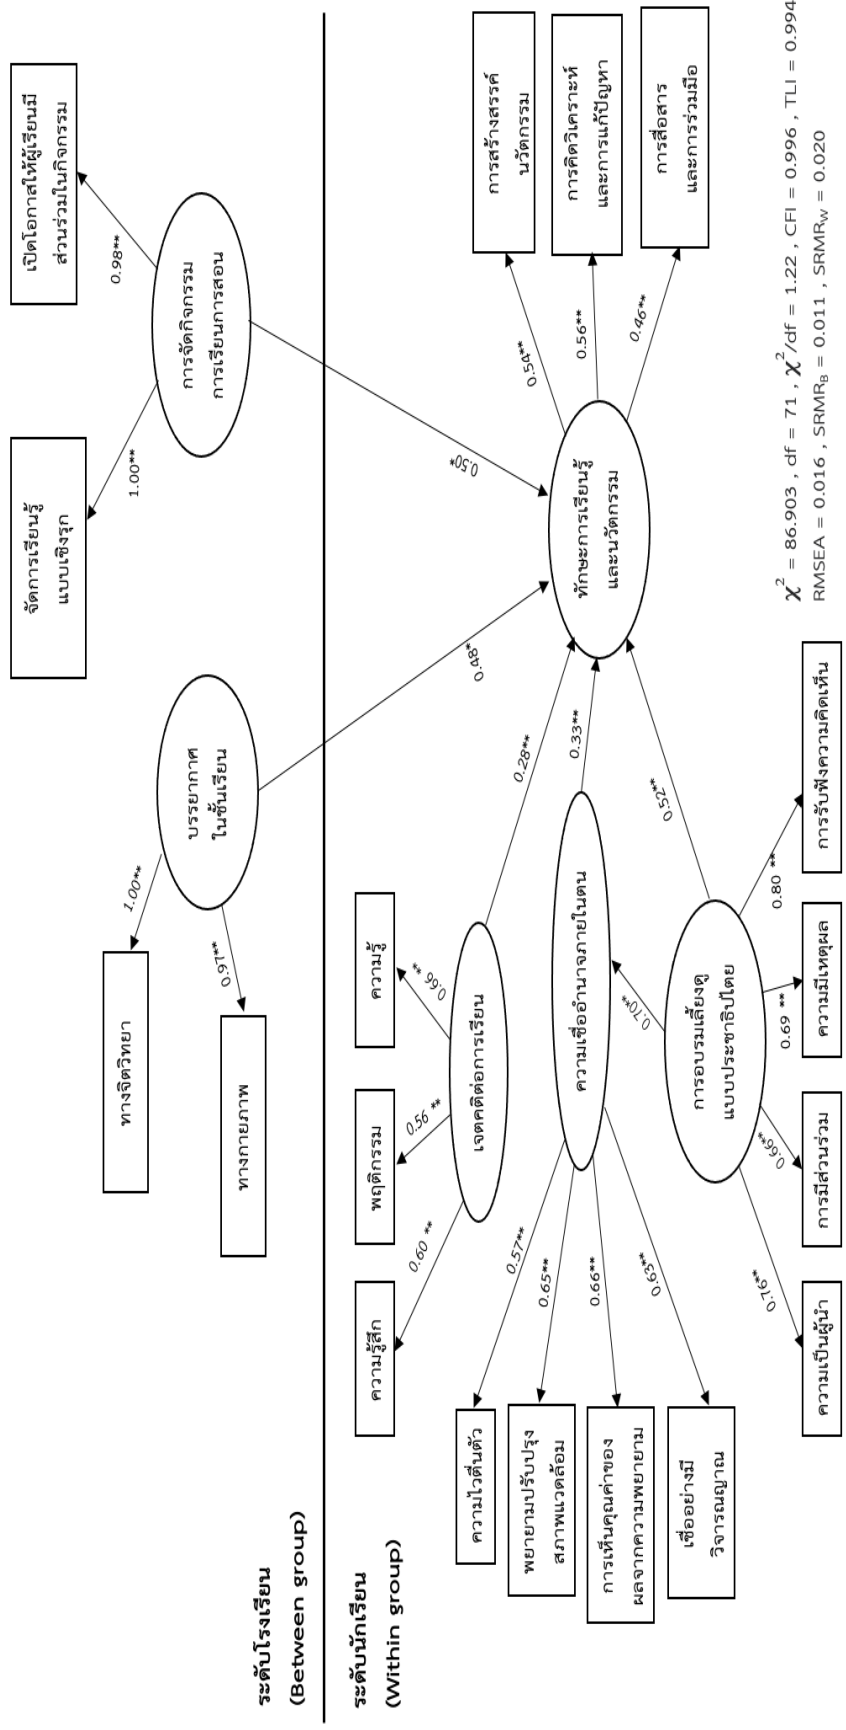 ระดับโรงเรียน
(Between group)
ทางจิตวิทยา
ทางกายภาพ
1.00**
0.97**
บรรยากาศ
ในชั้นเรียน
จัดการเรียนรู้
แบบเชิงรุก
เปิดโอกาสให้ผู้เรียนมี
ส่วนร่วมในกิจกรรม
1.00**
0.98**
การจัดกิจกรรม
การเรียนการสอน
0.48*
0.50*
ระดับนักเรียน
(Within group)
ความรู้สึก
พฤติกรรม
ความรู้
0.60 **
0.56 **
0.66 **
เจตคติต่อการเรียน
0.28**
ความไวตื่นตัว
พยายามปรับปรุง
สภาพแวดล้อม
การเห็นคุณค่าของ
ผลจากความพยายาม
เชื่ออย่างมี
วิจารณญาณ
0.57**
0.65**
0.66**
0.63**
ความเชื่ออำนาจภายในตน
0.33**
0.70**
การอบรมเลี้ยงดู
แบบประชาธิปไตย
0.52**
0.76**
0.66**
0.69 **
0.80 **
ความเป็นผู้นำ
การมีส่วนร่วม
ความมีเหตุผล
การรับฟังความคิดเห็น
ทักษะการเรียนรู้
และนวัตกรรม
0.54**
0.56**
0.46**
การสร้างสรรค์
นวัตกรรม
การคิดวิเคราะห์
และการแก้ปัญหา
การสื่อสาร
และการร่วมมือ
χ² = 86.903 , df = 71 , χ²/df = 1.22 , CFI = 0.996 , TLI = 0.994
RMSEA = 0.016 , SRMR_B = 0.011 , SRMR_W = 0.020